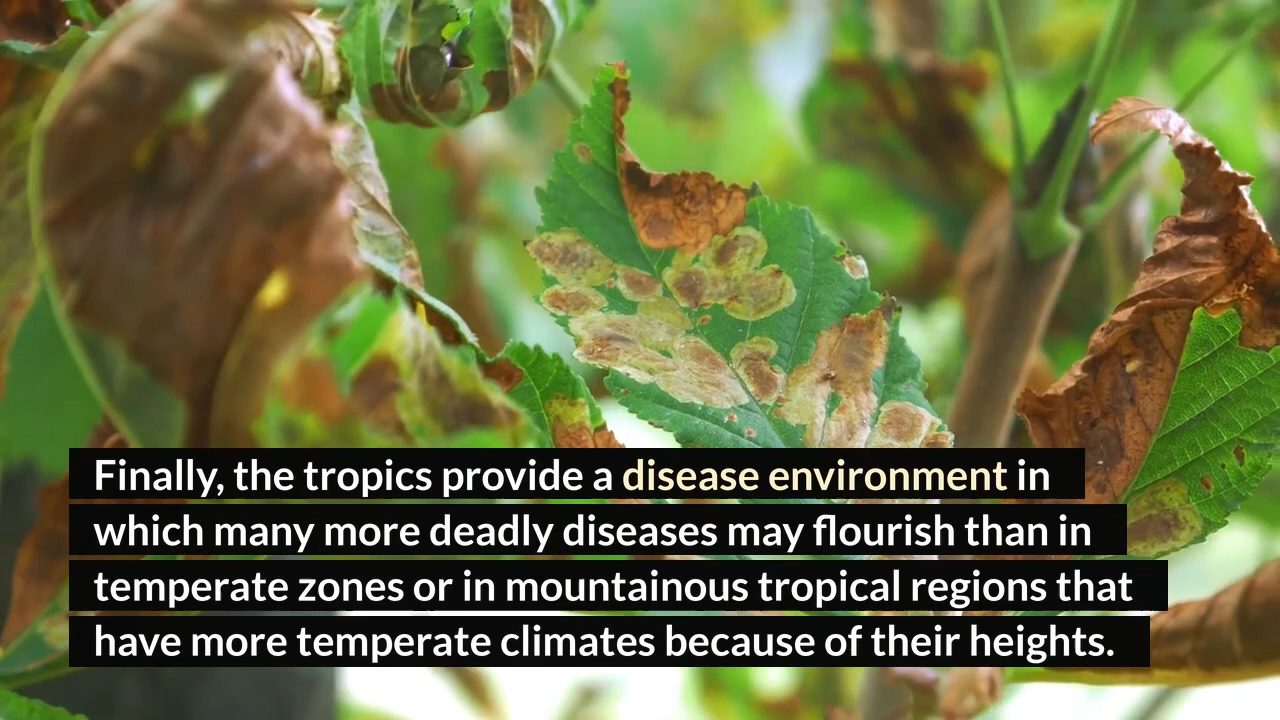 Finally, the tropics provide a disease environment in
which many more deadly diseases may flourish than in
temperate zones or in mountainous tropical regions that
have more temperate climates because of their heights.